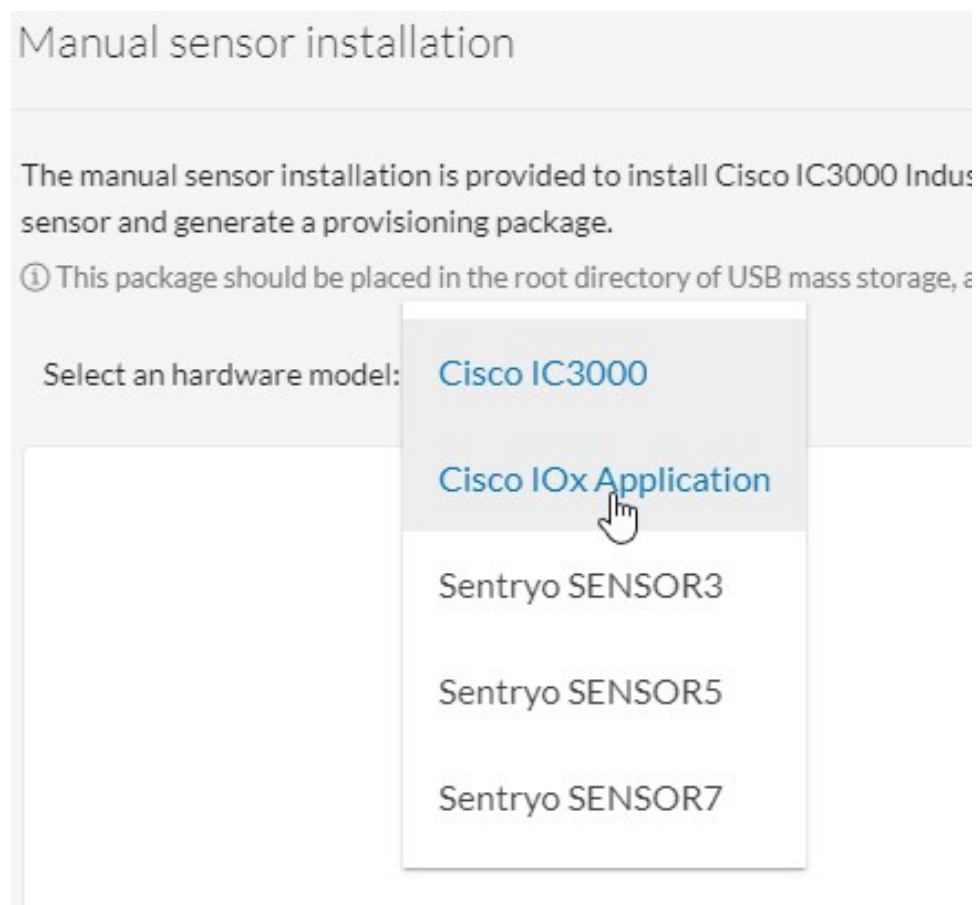 Manual sensor installation
The manual sensor installation is provided to install Cisco IC3000
sensor and generate a provisioning package.
ⓘ This package should be placed in the root directory of USB mass storage,
Select an hardware model:
Cisco IC3000
Cisco IOx Application
Sentryo SENSOR3
Sentryo SENSOR5
Sentryo SENSOR7